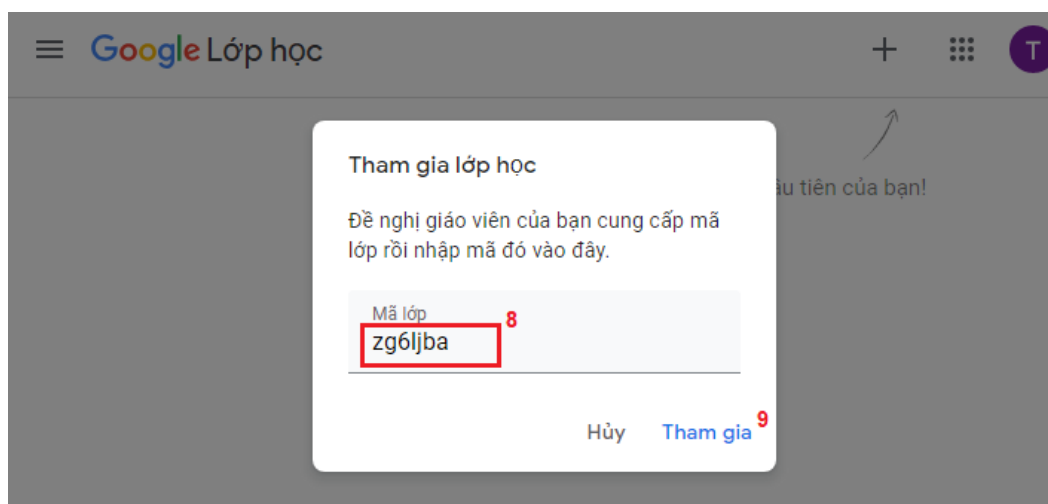 Google Lớp học
T
Tham gia lớp học
âu tiên của bạn!
Đề nghị giáo viên của bạn cung cấp mã
lớp rồi nhập mã đó vào đây.
Mã lớp
8
zg6ljba
9
Hủy Tham gia